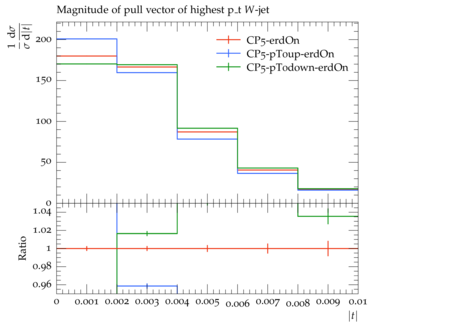 Magnitude of pull vector of highest p_t W-jet
1 dσ
σ d|t|
200
150
100
50
0
CP5-erdOn
CP5-pToup-erdOn
CP5-pTodown-erdOn
Ratio
1.04
1.02
1
0.98
0.96
0 0.001 0.002 0.003 0.004 0.005 0.006 0.007 0.008 0.009 0.01
|t|